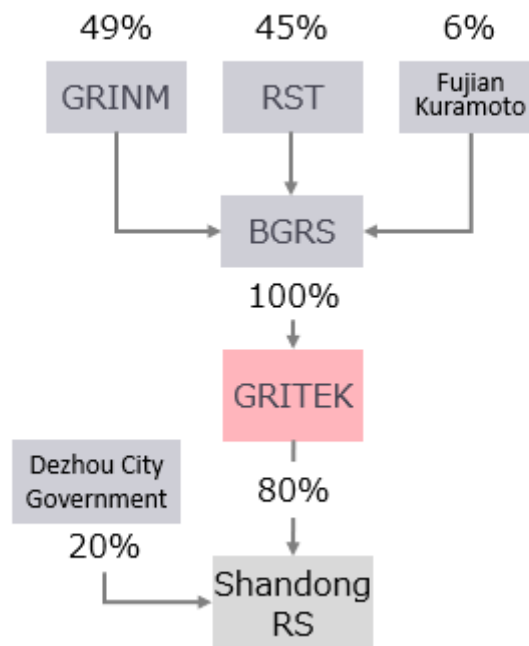 49% 45% 6%
GRINM RST Fujian
Kuramoto
BGRS
100%
GRITEK
Dezhou City
Government
80%
20%
Shandong
RS